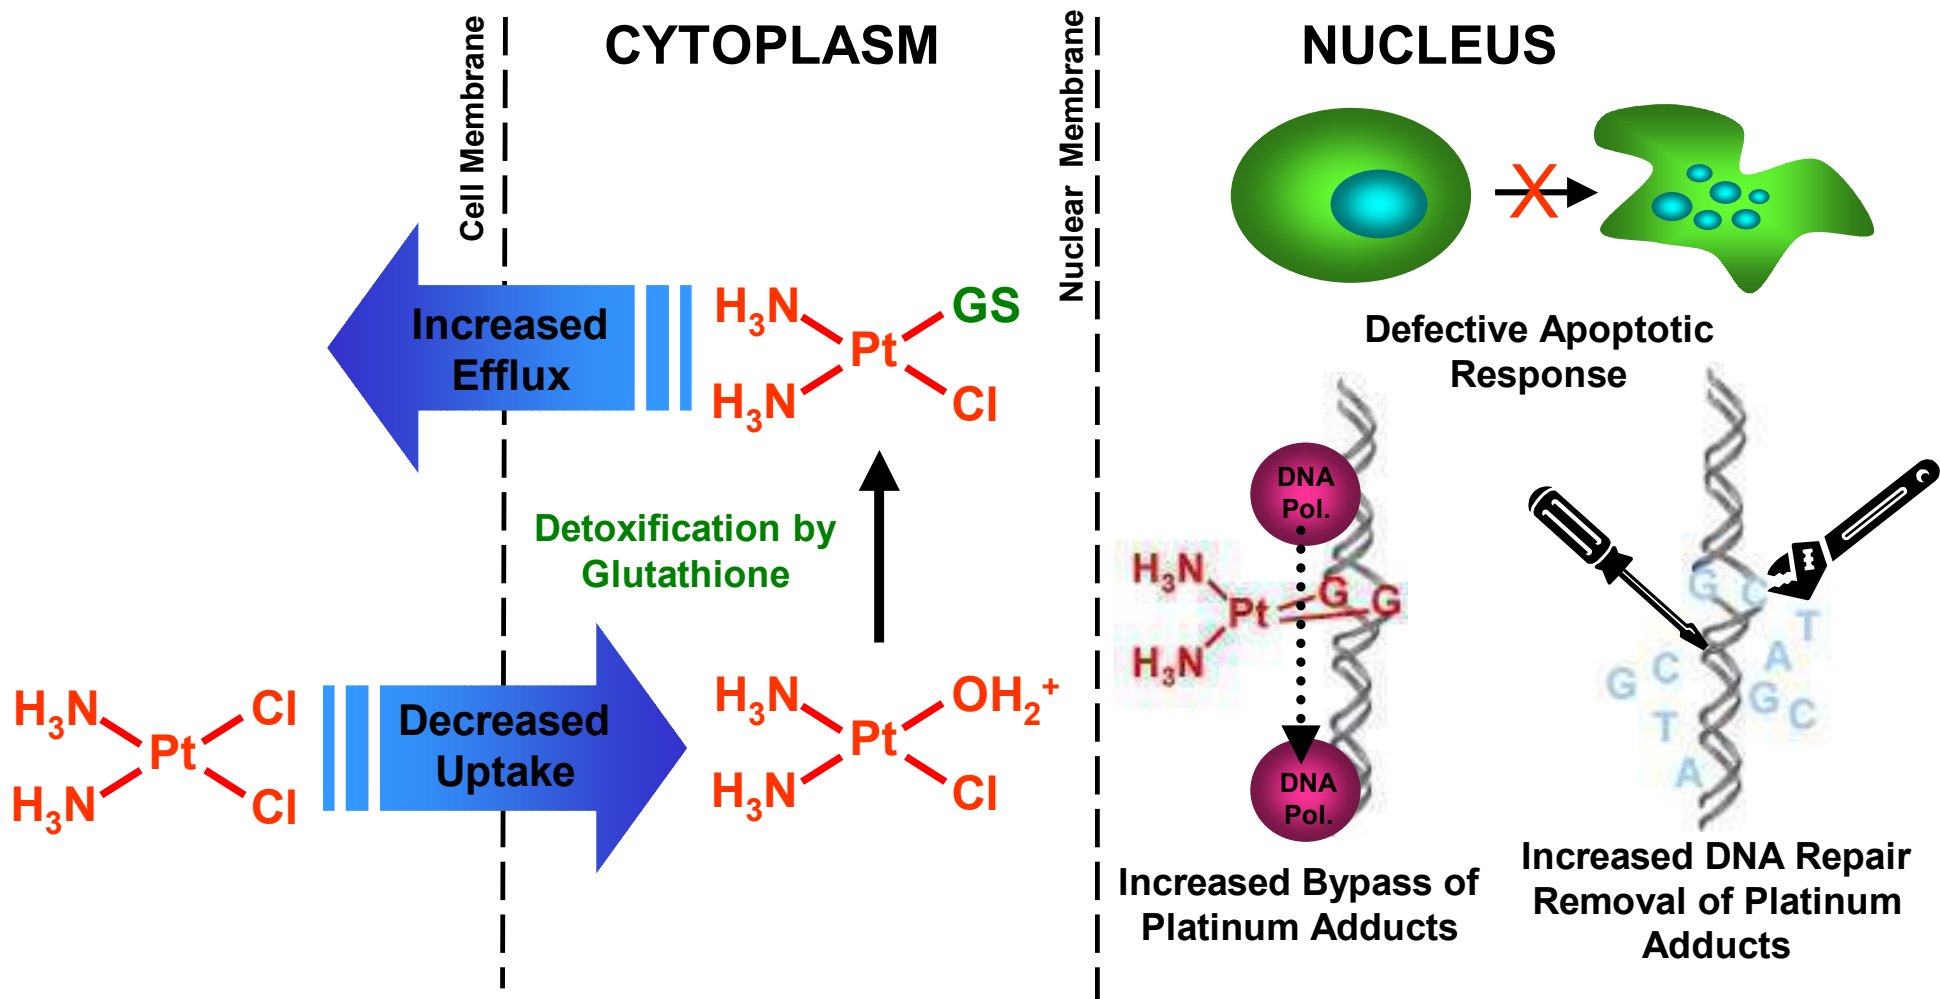 CYTOPLASM
NUCLEUS
Cell Membrane
Nuclear Membrane
Increased
Efflux
H3N
H3N
Pt
GS
Cl
X
Defective Apoptotic
Response
Detoxification by
Glutathione
Decreased
Uptake
H3N
H3N
Pt
Cl
Cl
H3N
H3N
Pt
OH2+
Cl
DNA
Pol.
H3N
H3N
Pt
G
G
DNA
Pol.
Increased Bypass of
Platinum Adducts
G
C
T
A
G
C
G
C
T
A
Increased DNA Repair
Removal of Platinum
Adducts